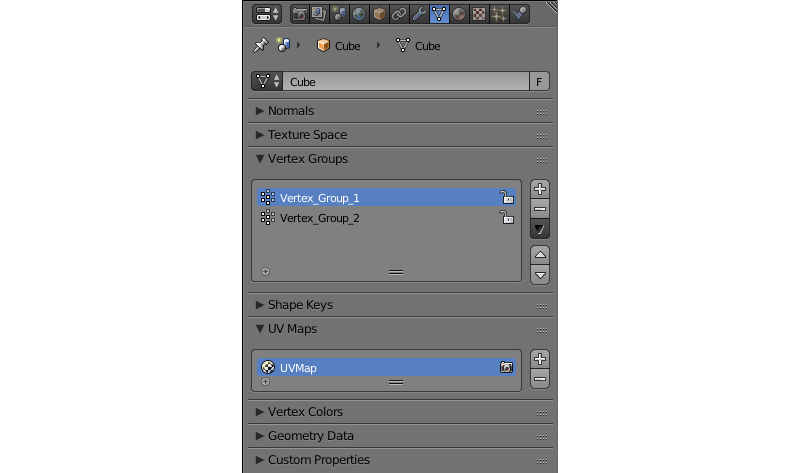 Cube Cube
Cube F
Normals
Texture Space
Vertex Groups
Vertex_Group_1
Vertex_Group_2
Shape Keys
UV Maps
UVMap
Vertex Colors
Geometry Data
Custom Properties